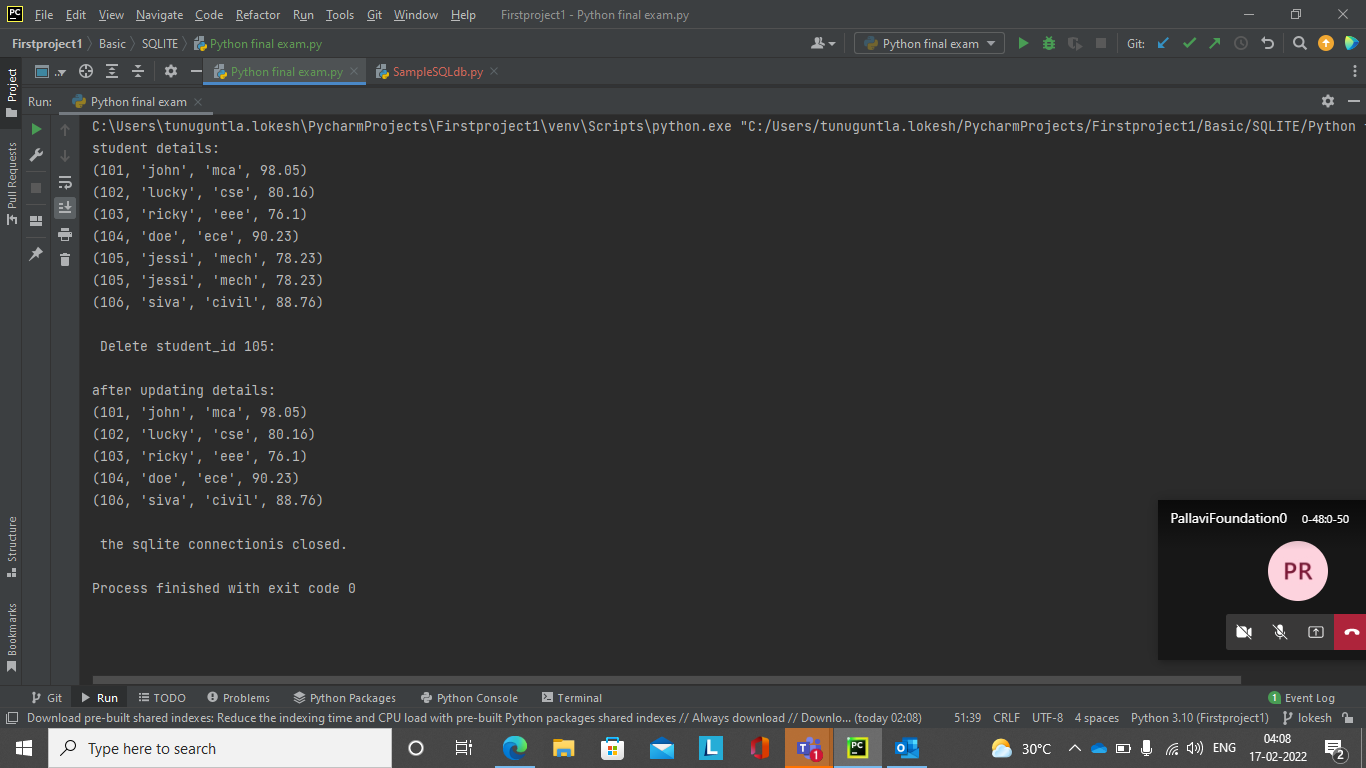 PC File Edit View Navigate Code Refactor Run Tools Git Window Help Firstproject1 - Python final exam.py
Firstproject1 Basic SQLITE Python final exam.py Python final exam Git:
Python final exam.py SampleSQLdb.py
Project
Pull Requests
Structure
Bookmarks
Run: Python final exam
C:\Users\tunuguntla.lokesh\PycharmProjects\Firstproject1\venv\Scripts\python.exe "C:/Users/tunuguntla.lokesh/PycharmProjects/Firstproject1/Basic/SQLITE/Python
student details:
(101, 'john', 'mca', 98.05)
(102, 'lucky', 'cse', 80.16)
(103, 'ricky', 'eee', 76.1)
(104, 'doe', 'ece', 90.23)
(105, 'jessi', 'mech', 78.23)
(105, 'jessi', 'mech', 78.23)
(106, 'siva', 'civil', 88.76)
Delete student_id 105:
after updating details:
(101, 'john', 'mca', 98.05)
(102, 'lucky', 'cse', 80.16)
(103, 'ricky', 'eee', 76.1)
(104, 'doe', 'ece', 90.23)
(106, 'siva', 'civil', 88.76)
the sqlite connectionis closed.
Process finished with exit code 0
PallaviFoundation0 0-48:0-50
PR
Git Run TODO Problems Python Packages Python Console Terminal 1 Event Log
Download pre-built shared indexes: Reduce the indexing time and CPU load with pre-built Python packages shared indexes // Always download // Downlo... (today 02:08) 51:39 CRLF UTF-8 4 spaces Python 3.10 (Firstproject1) lokesh
Type here to search L 1 PC 30°C ENG 04:08
17-02-2022 2